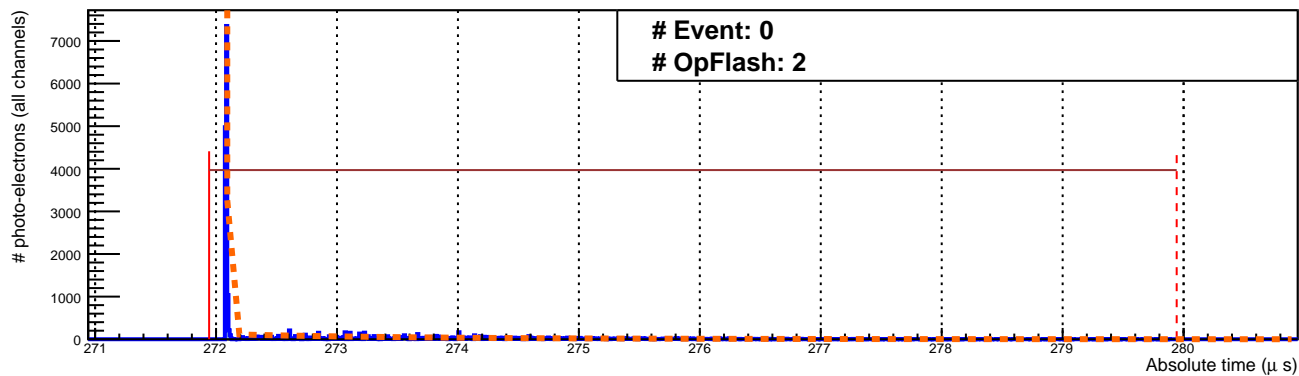 # Event: 0
# OpFlash: 2
# photo-electrons (all channels)
7000
6000
5000
4000
3000
2000
1000
0
271 272 273 274 275 276 277 278 279 280
Absolute time (μ s)